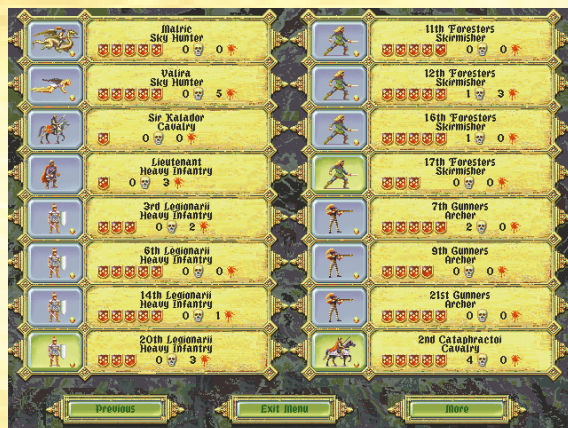 Malric
Sky Hunter
0 0
Valira
Sky Hunter
0 5
Sir Katador
Cavalry
0 0
Lieutenant
Heavy Infantry
0 3
3rd Legionarii
Heavy Infantry
0 2
6th Legionarii
Heavy Infantry
0 0
14th Legionarii
Heavy Infantry
0 1
20th Legionarii
Heavy Infantry
0 3
11th Foresters
Skirmisher
0 0
12th Foresters
Skirmisher
1 3
16th Foresters
Skirmisher
1 0
17th Foresters
Skirmisher
0 0
7th Gunners
Archer
2 0
9th Gunners
Archer
0 0
21st Gunners
Archer
0 0
2nd Cataphractoi
Cavalry
4 0
Previous
Exit Menu
More